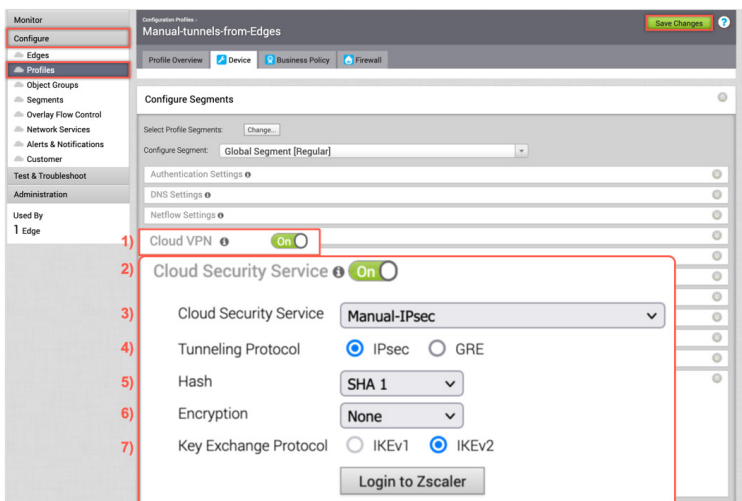 Monitor
Configure
Edges
Profiles
Object Groups
Segments
Overlay Flow Control
Network Services
Alerts & Notifications
Customer
Test & Troubleshoot
Administration
Used By
1 Edge
Configuration Profiles ›
Manual-tunnels-from-Edges
Save Changes ?
Profile Overview Device Business Policy Firewall
Configure Segments
Select Profile Segments: Change...
Configure Segment: Global Segment [Regular]
Authentication Settings
DNS Settings
Netflow Settings
1) Cloud VPN On
2) Cloud Security Service On
3) Cloud Security Service Manual-IPsec
4) Tunneling Protocol IPsec GRE
5) Hash SHA 1
6) Encryption None
7) Key Exchange Protocol IKEv1 IKEv2
Login to Zscaler